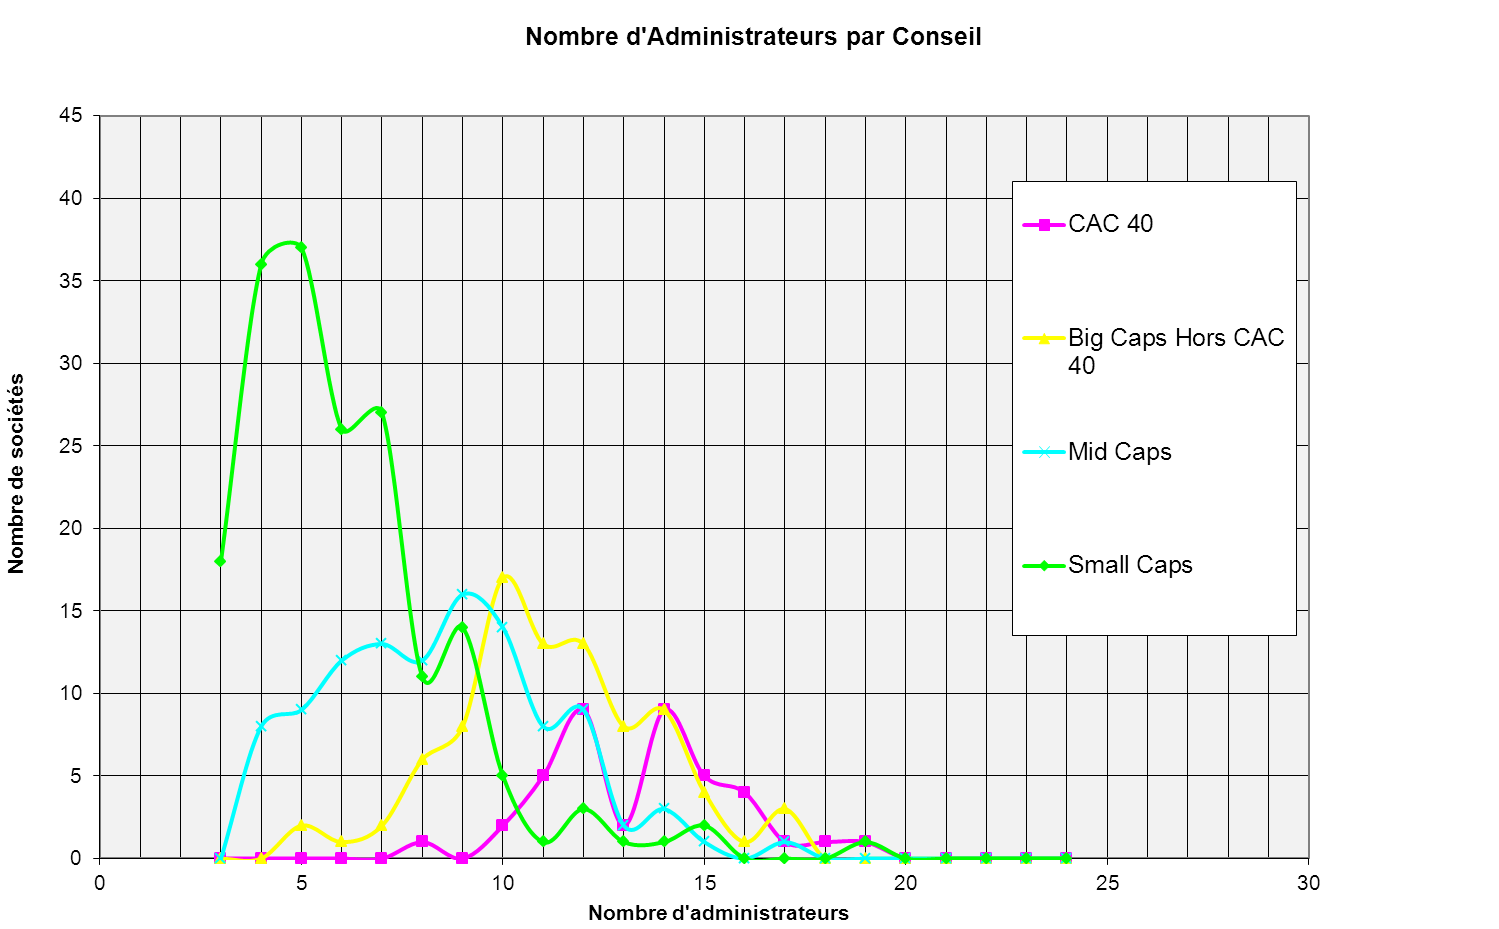 Nombre d'Administrateurs par Conseil
45
40
35
30
25
20
15
10
5
0
Nombre de sociétés
0 5 10 15 20 25 30
Nombre d'administrateurs
CAC 40
Big Caps Hors CAC
40
Mid Caps
Small Caps